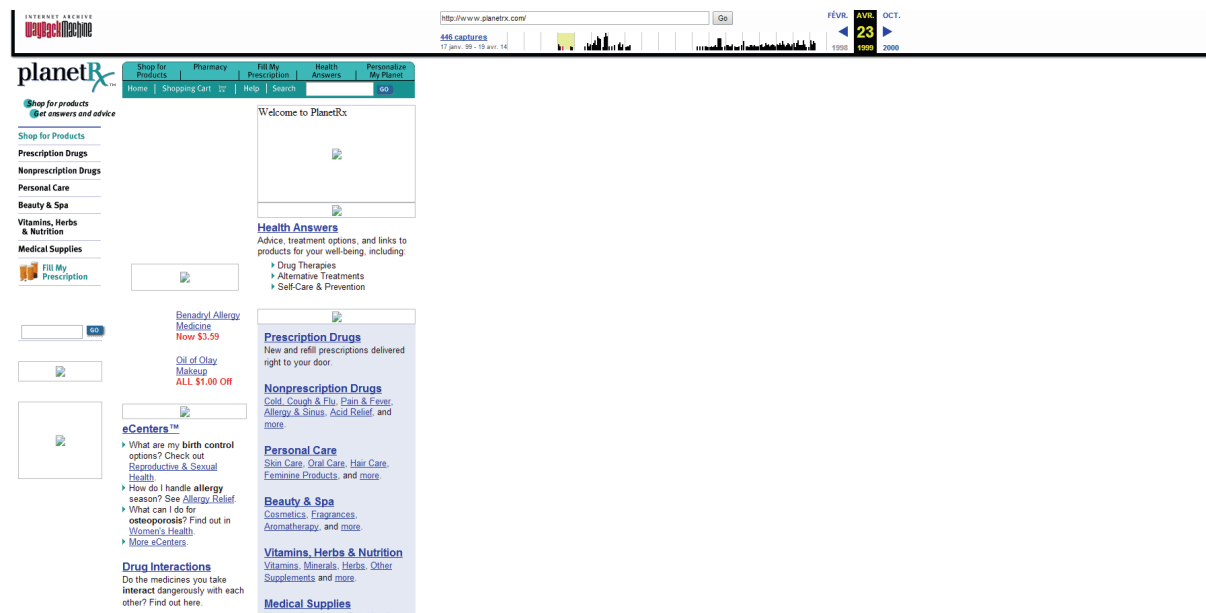 INTERNET ARCHIVE
WayBackMachine
http://www.planetrx.com/
Go
446 captures
17 janv. 99 - 19 avr. 14
FÉVR. AVR. OCT.
23
1998 1999 2000
planetRx™
Shop for products
Get answers and advice
Shop for Products
Pharmacy
Fill My Prescription
Health Answers
Personalize My Planet
Home | Shopping Cart | Help | Search
GO
Shop for Products
Prescription Drugs
Nonprescription Drugs
Personal Care
Beauty & Spa
Vitamins, Herbs
& Nutrition
Medical Supplies
Fill My
Prescription
GO
Benadryl Allergy
Medicine
Now $3.59
Oil of Olay
Makeup
ALL $1.00 Off
eCenters™
What are my birth control
options? Check out
Reproductive & Sexual
Health.
How do I handle allergy
season? See Allergy Relief.
What can I do for
osteoporosis? Find out in
Women's Health.
More eCenters.
Drug Interactions
Do the medicines you take
interact dangerously with each
other? Find out here.
Welcome to PlanetRx
Health Answers
Advice, treatment options, and links to
products for your well-being, including:
Drug Therapies
Alternative Treatments
Self-Care & Prevention
Prescription Drugs
New and refill prescriptions delivered
right to your door.
Nonprescription Drugs
Cold, Cough & Flu, Pain & Fever,
Allergy & Sinus, Acid Relief, and
more.
Personal Care
Skin Care, Oral Care, Hair Care,
Feminine Products, and more.
Beauty & Spa
Cosmetics, Fragrances,
Aromatherapy, and more.
Vitamins, Herbs & Nutrition
Vitamins, Minerals, Herbs, Other
Supplements and more.
Medical Supplies